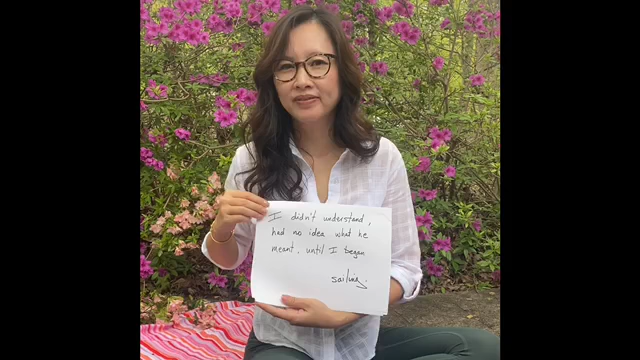 I didn't understand,
had no idea what he
meant, until I began
sailing.